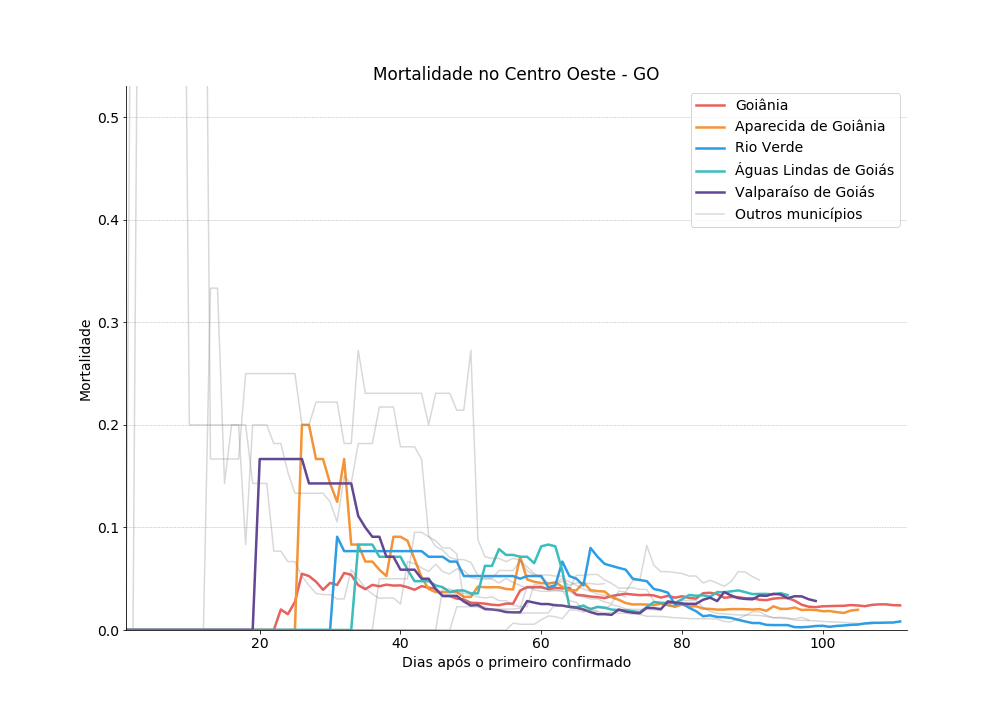 Mortalidade no Centro Oeste - GO
Goiânia
Aparecida de Goiânia
Rio Verde
Águas Lindas de Goiás
Valparaíso de Goiás
Outros municípios
Mortalidade
0.5
0.4
0.3
0.2
0.1
0.0
20
40
60
80
100
Dias após o primeiro confirmado